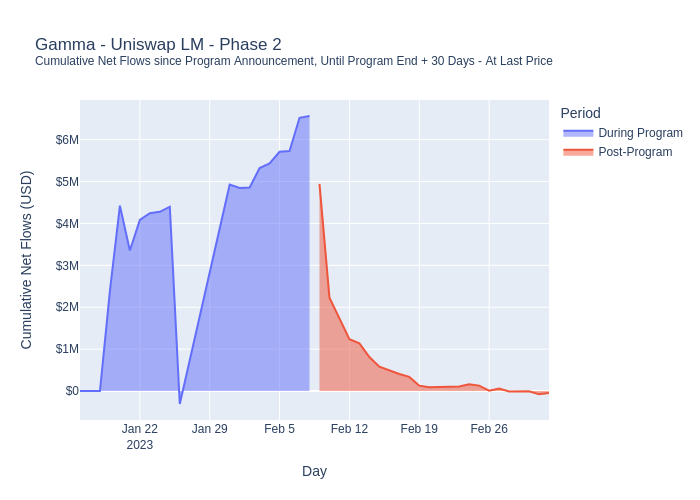 Gamma - Uniswap LM - Phase 2
Cumulative Net Flows since Program Announcement, Until Program End + 30 Days - At Last Price
Period
During Program
Post-Program
Cumulative Net Flows (USD)
$6M
$5M
$4M
$3M
$2M
$1M
$0
Jan 22
2023
Jan 29
Feb 5
Feb 12
Feb 19
Feb 26
Day